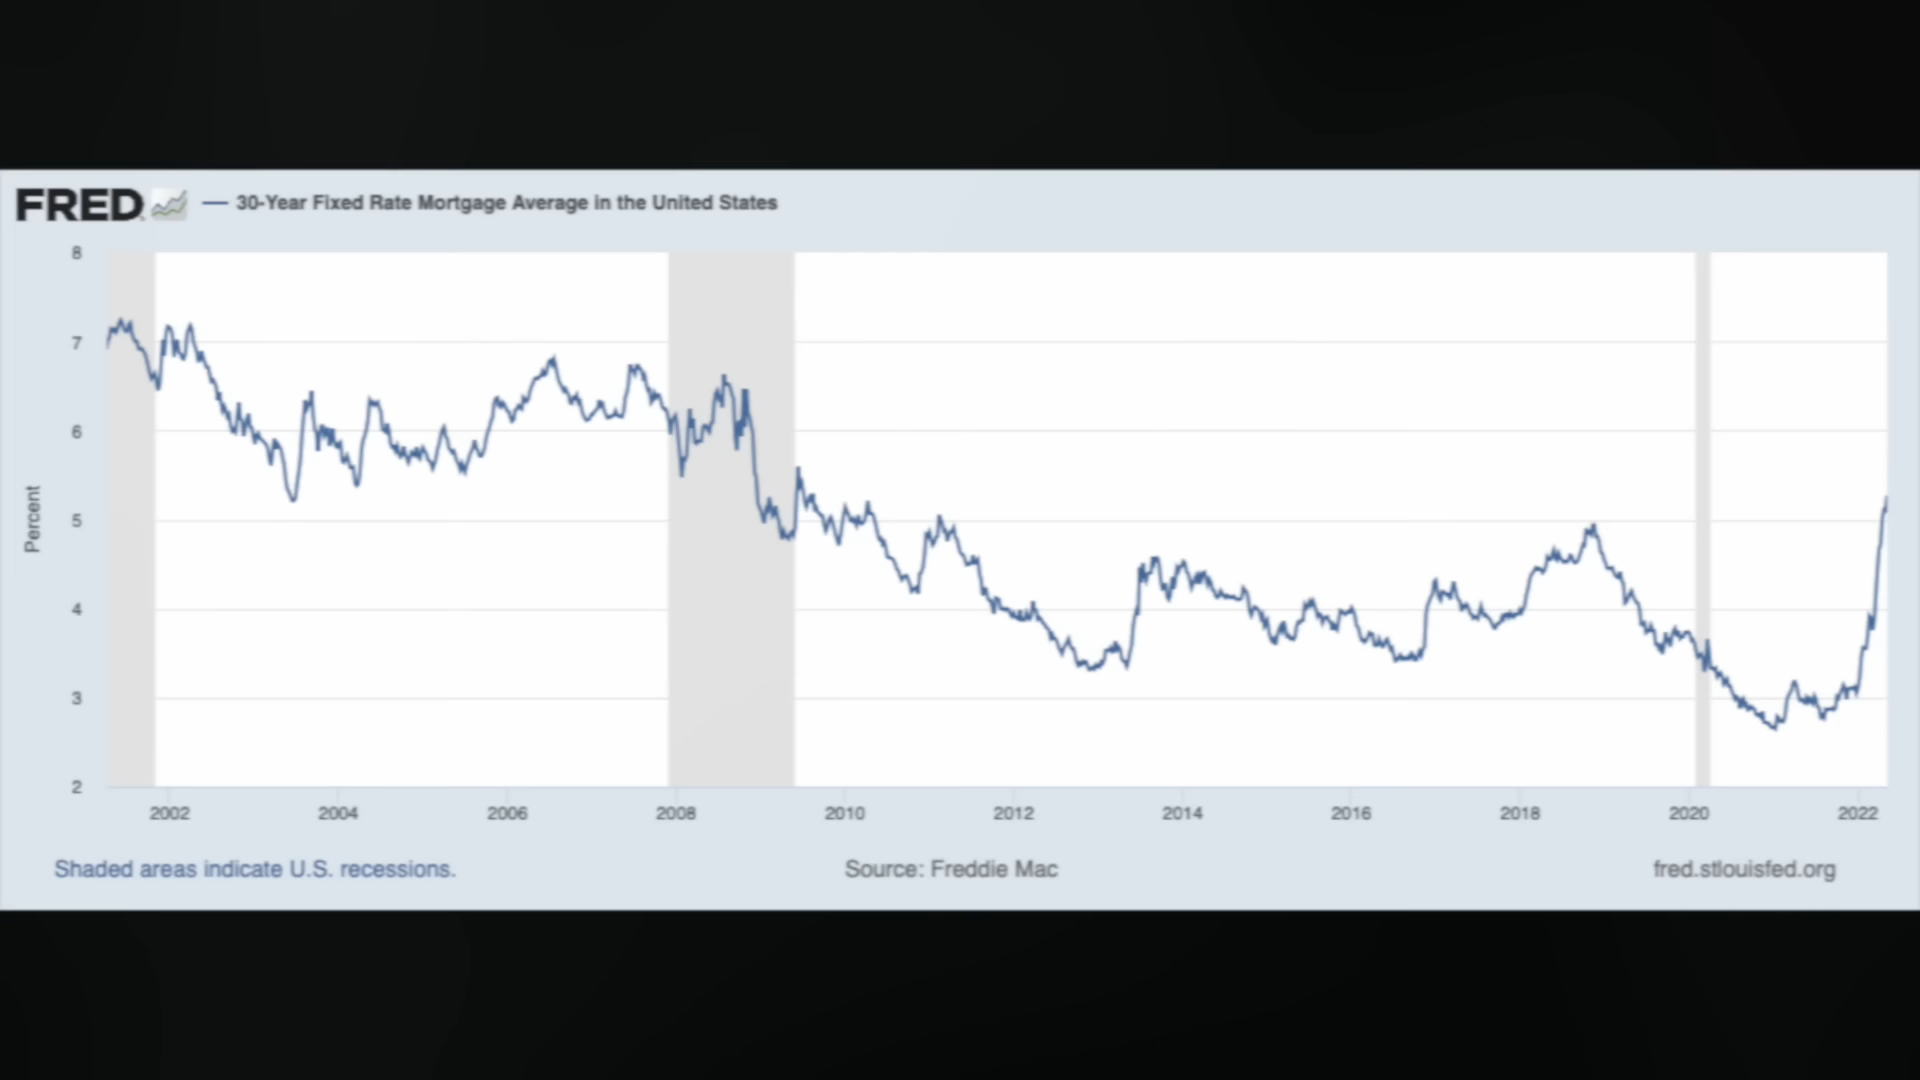 FRED
30-Year Fixed Rate Mortgage Average in the United States
8
7
6
5
4
3
2
Percent
2002 2004 2006 2008 2010 2012 2014 2016 2018 2020 2022
Shaded areas indicate U.S. recessions. Source: Freddie Mac fred.stlouisfed.org